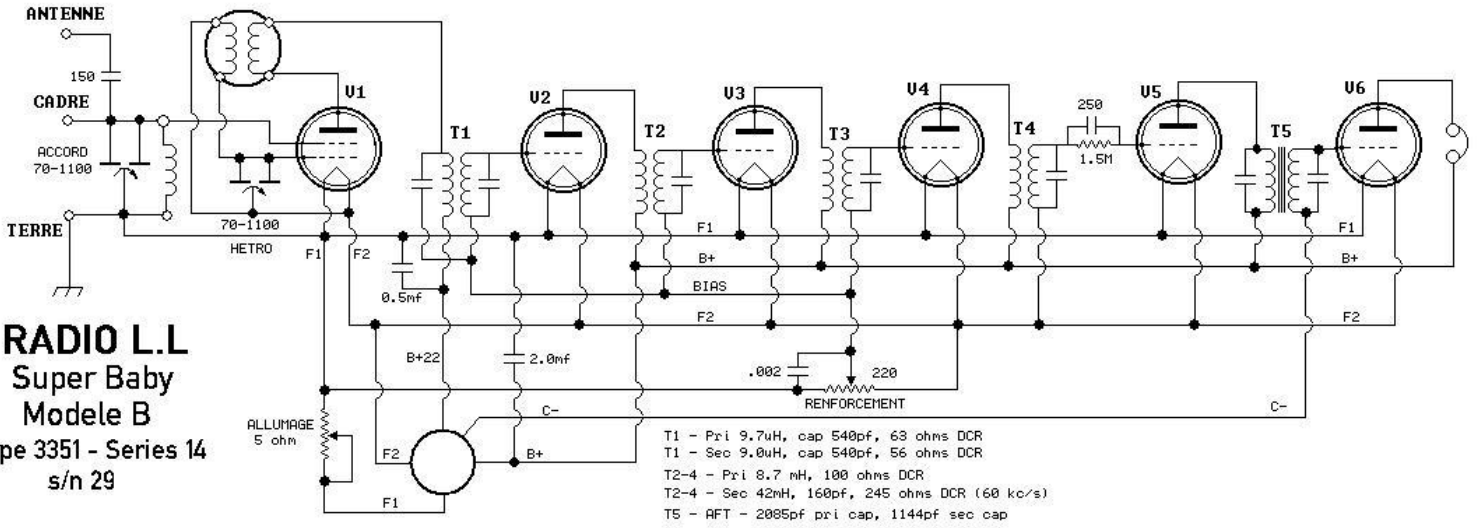 ANTENNE
150
CADRE
ACCORD
70-1100
TERRE
V1
70-1100
HETRO
F1
F2
T1
V2
T2
V3
T3
V4
T4
250
1.5M
V5
T5
V6
F1
F1
B+
B+
BIAS
0.5mf
F2
F2
B+22
2.0mf
.002
220
RENFORCEMENT
C-
C-
ALLUMAGE
5 ohm
F2
B+
F1
RADIO L.L
Super Baby
Modele B
pe 3351 - Series 14
s/n 29
T1 - Pri 9.7uH, cap 540pf, 63 ohms DCR
T1 - Sec 9.0uH, cap 540pf, 56 ohms DCR
T2-4 - Pri 8.7 mH, 100 ohms DCR
T2-4 - Sec 42mH, 160pf, 245 ohms DCR (60 kc/s)
T5 - AFT - 2085pf pri cap, 1144pf sec cap